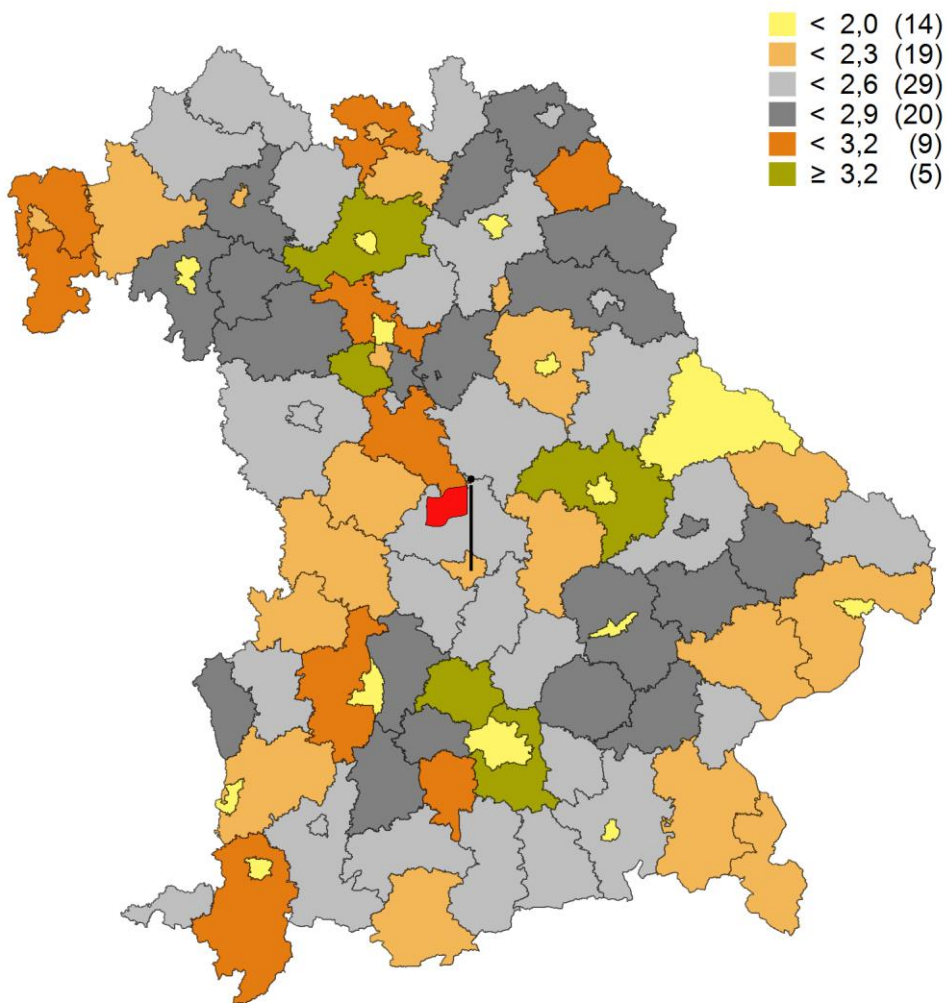 < 2,0 (14)
< 2,3 (19)
< 2,6 (29)
< 2,9 (20)
< 3,2 (9)
≥ 3,2 (5)